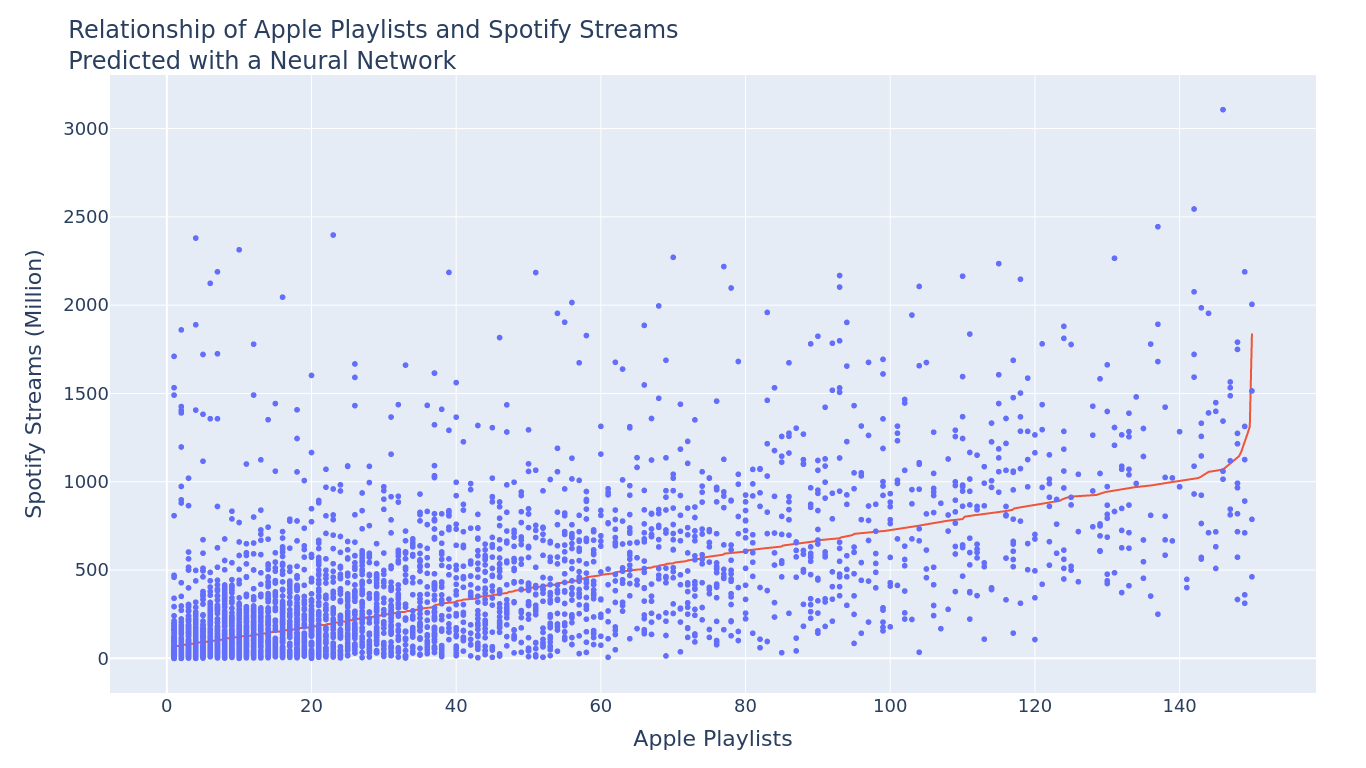 Relationship of Apple Playlists and Spotify Streams
Predicted with a Neural Network
Spotify Streams (Million)
3000
2500
2000
1500
1000
500
0
0 20 40 60 80 100 120 140
Apple Playlists